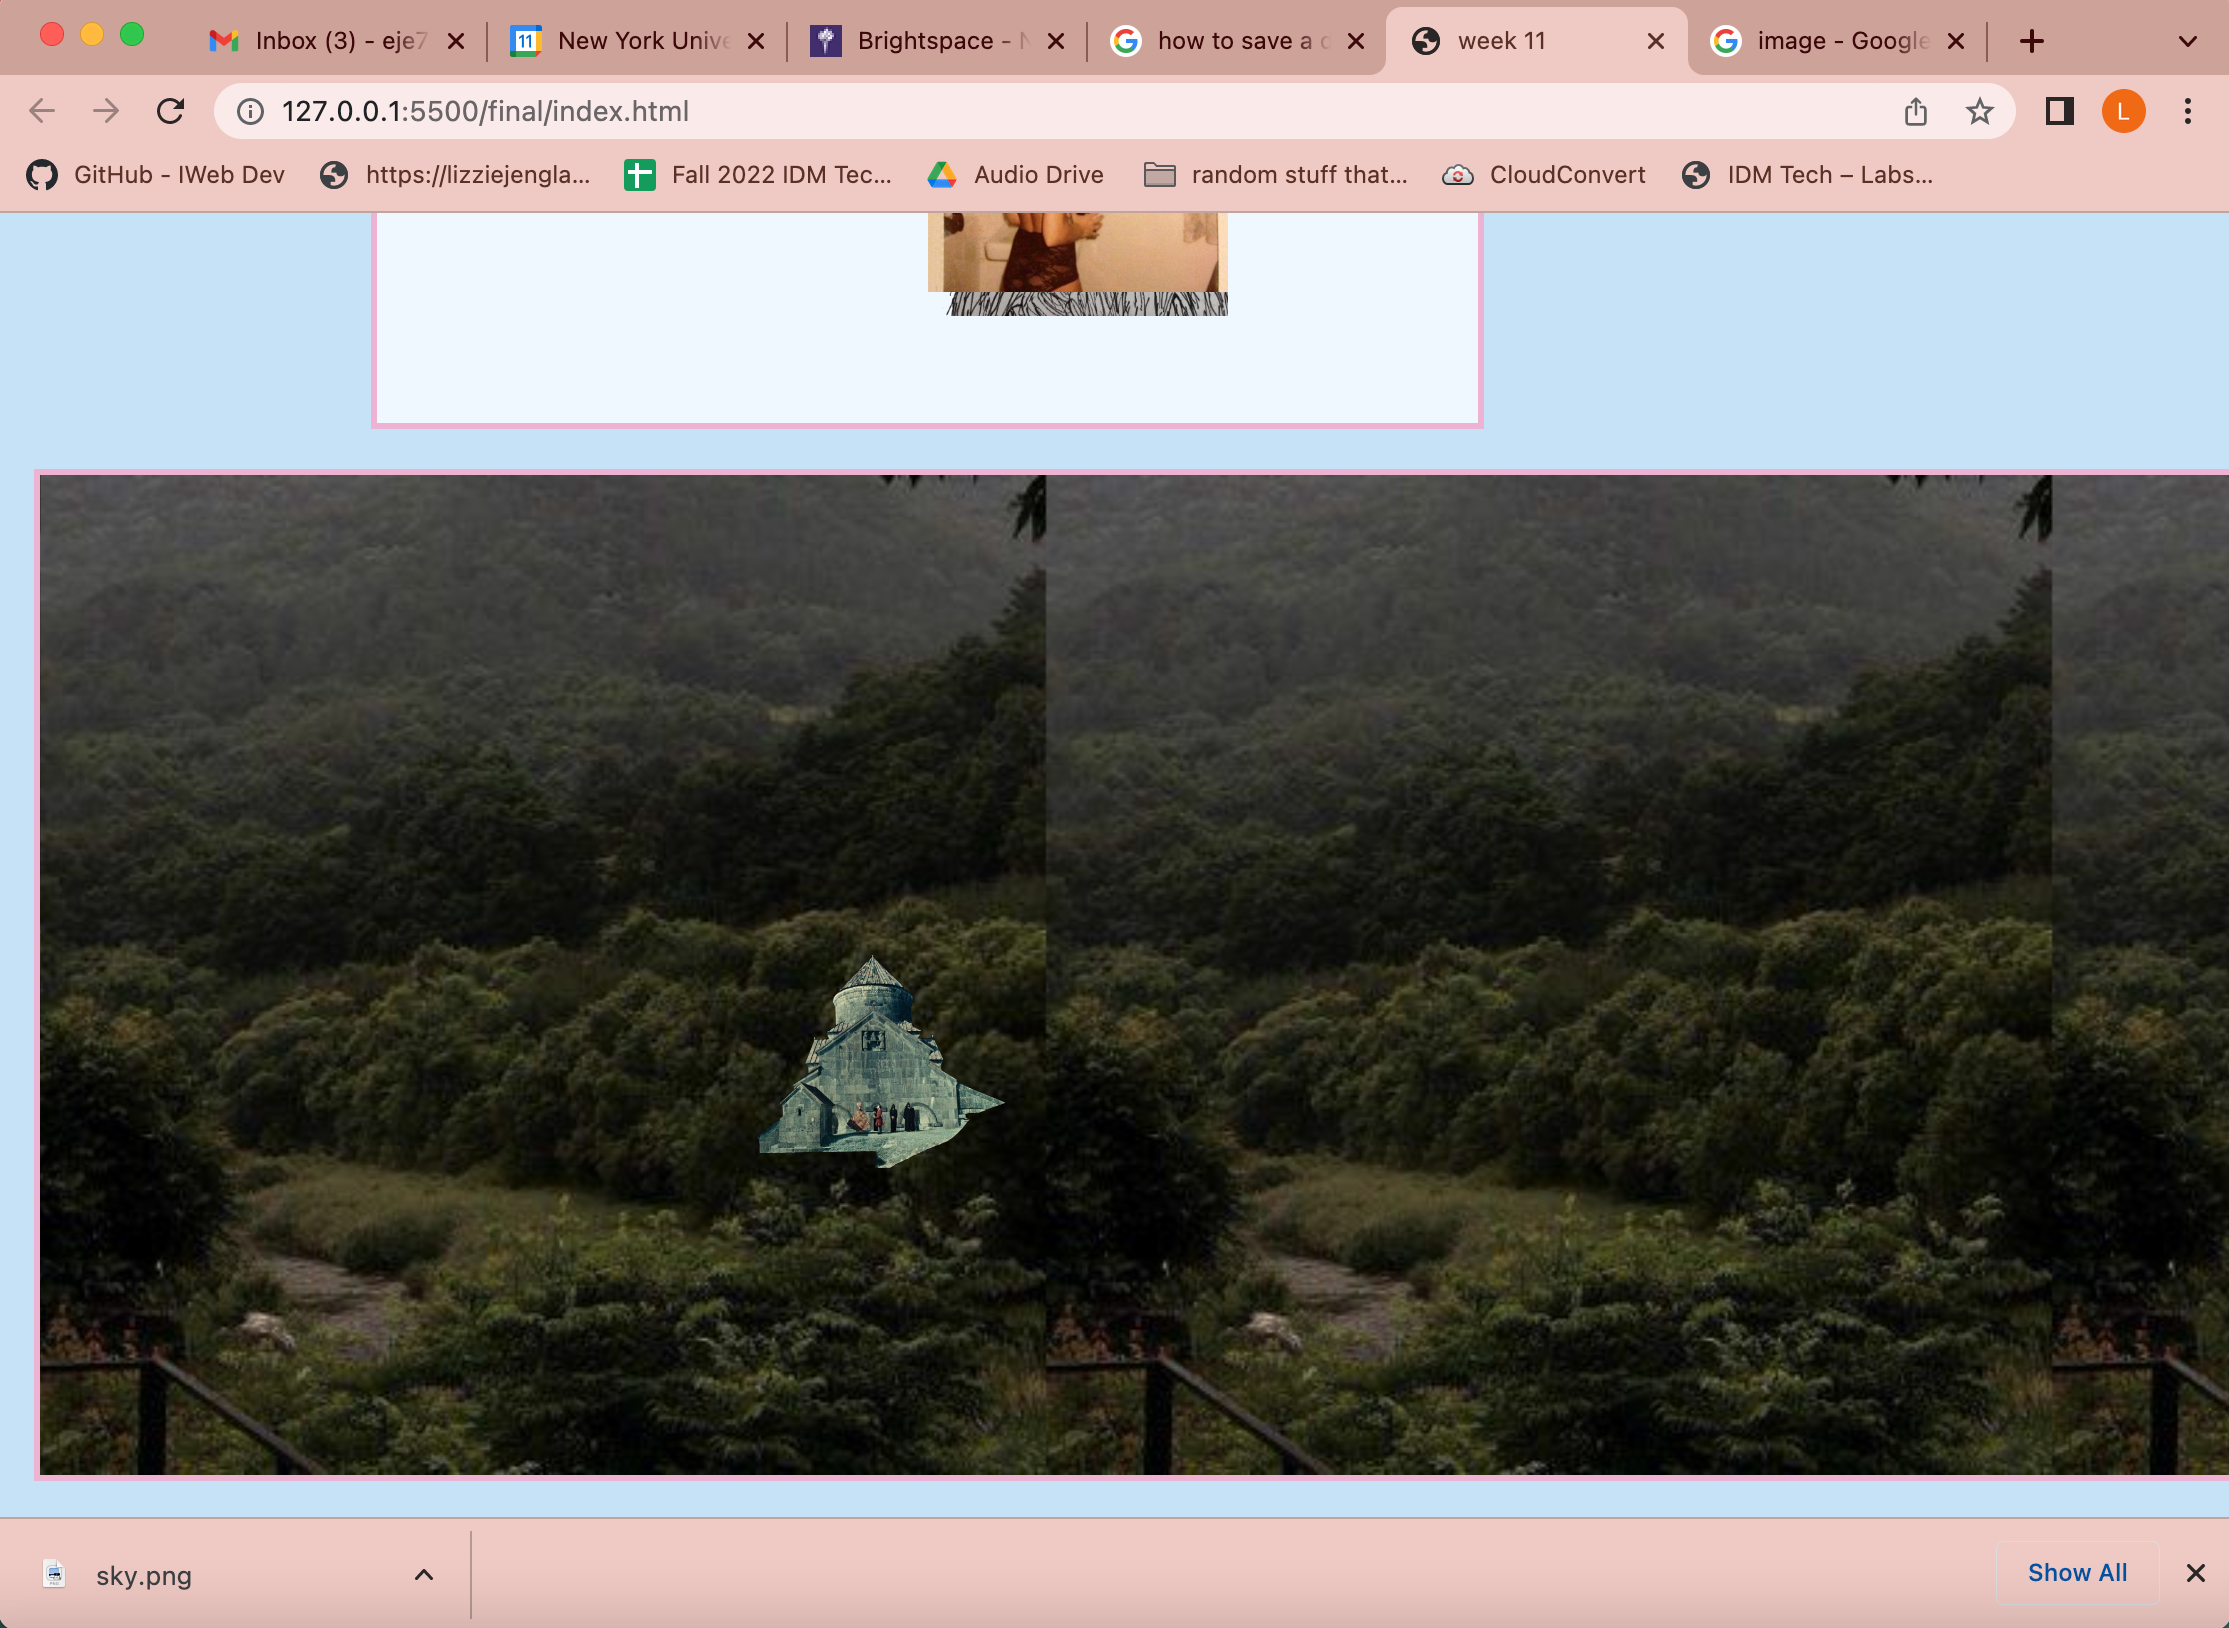 Inbox (3) - eje7
New York Unive
Brightspace - N
how to save a c
week 11
image - Google
127.0.0.1:5500/final/index.html
L
GitHub - IWeb Dev
https://lizziejengla...
Fall 2022 IDM Tec...
Audio Drive
random stuff that...
CloudConvert
IDM Tech – Labs...
sky.png
Show All